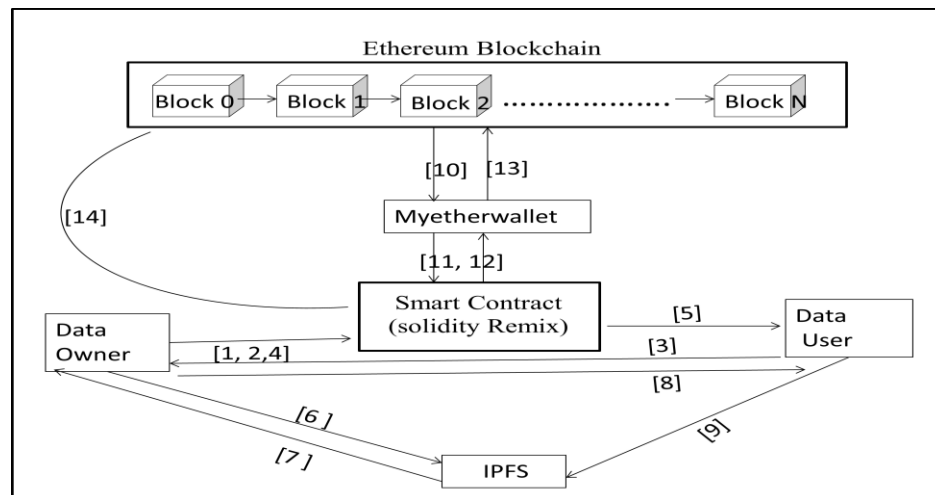 Ethereum Blockchain
Block 0
Block 1
Block 2
........................
Block N
[10]
[13]
[14]
Myetherwallet
[11, 12]
Smart Contract
(solidity Remix)
Data
Owner
[1, 2,4]
[5]
[3]
Data
User
[8]
[6 ]
[7 ]
[9]
IPFS